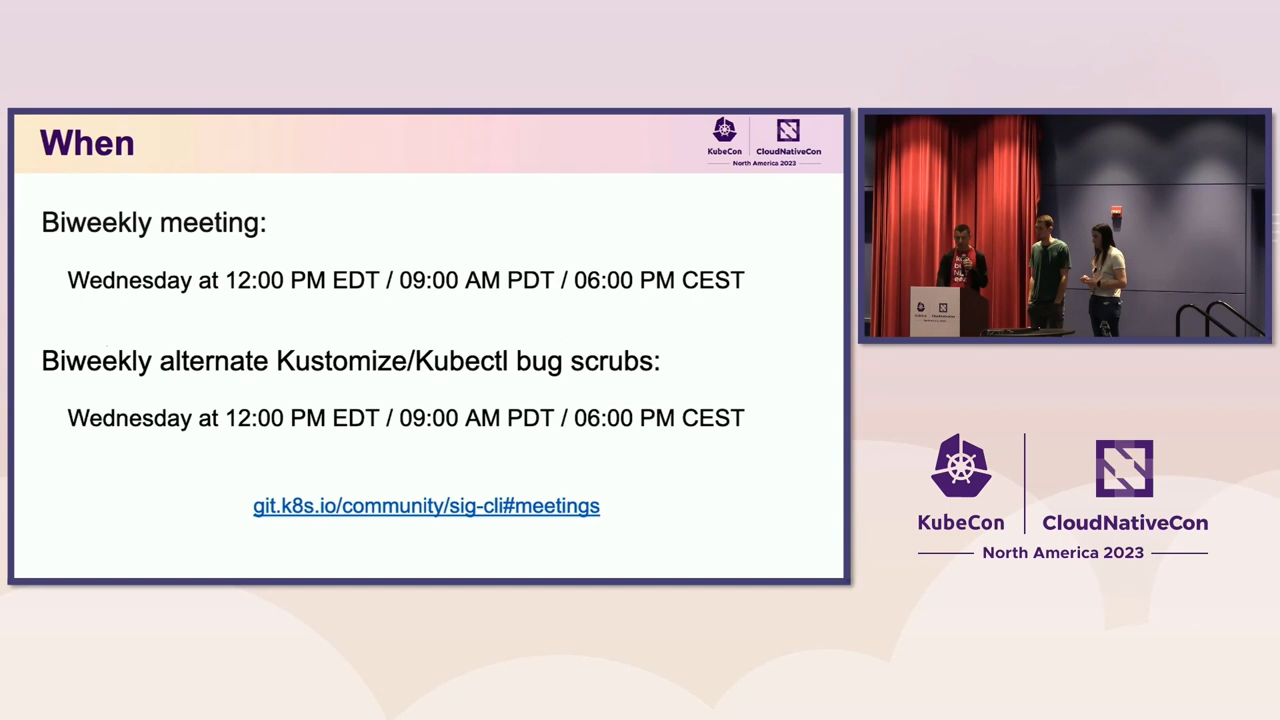 When
KubeCon
CloudNativeCon
North America 2023
Biweekly meeting:
Wednesday at 12:00 PM EDT / 09:00 AM PDT / 06:00 PM CEST
Biweekly alternate Kustomize/Kubectl bug scrubs:
Wednesday at 12:00 PM EDT / 09:00 AM PDT / 06:00 PM CEST
git.k8s.io/community/sig-cli#meetings
KubeCon
CloudNativeCon
North America 2023